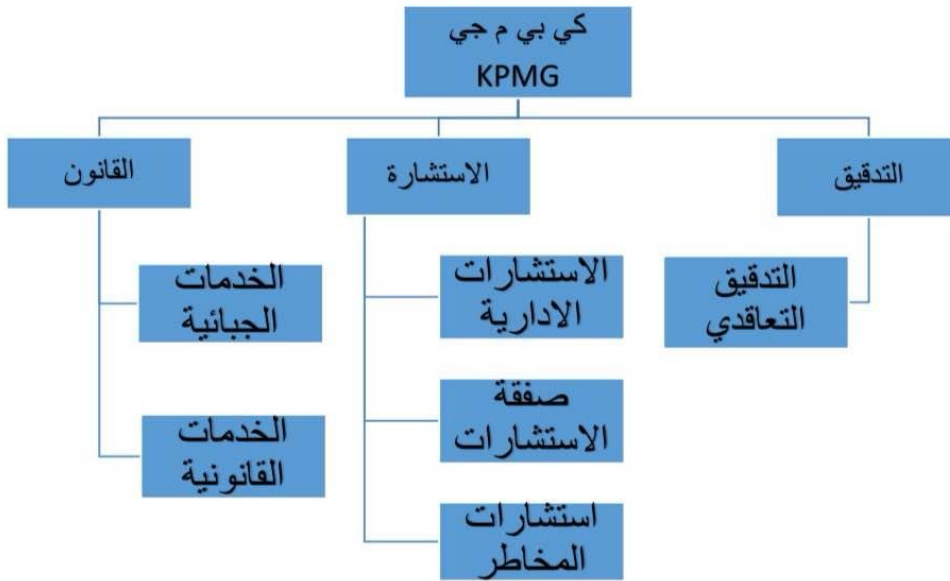 كي بي م جي
KPMG
التدقيق
الاستشارة
القانون
التدقيق
التعاقدي
الاستشارات
الادارية
صفقة
الاستشارات
استشارات
المخاطر
الخدمات
الجبائية
الخدمات
القانونية